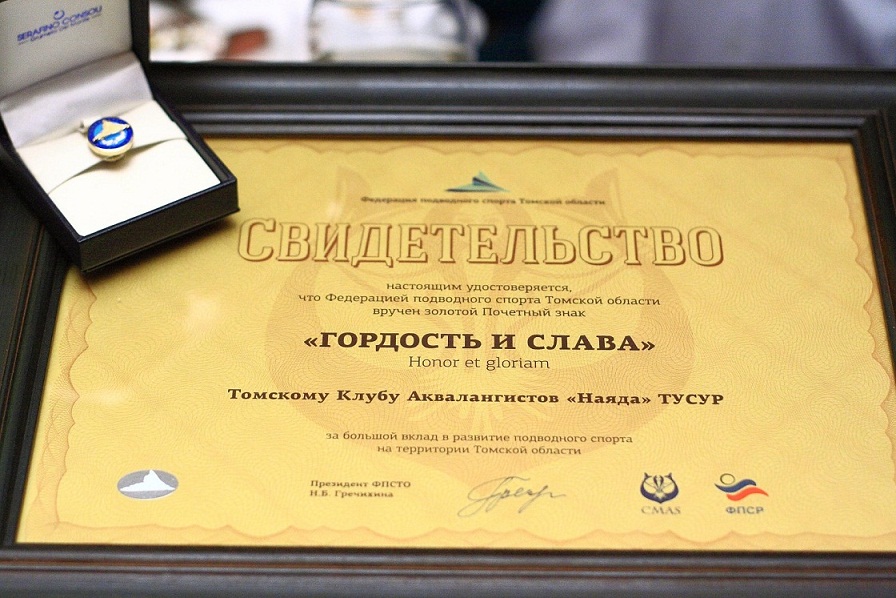 SERAFINO CONSOLI
Федерация подводного спорта Томской области
СВИДЕТЕЛЬСТВО
настоящим удостоверяется,
что Федерацией подводного спорта Томской области
вручен золотой Почетный знак
«ГОРДОСТЬ И СЛАВА»
Honor et gloriam
Томскому Клубу Аквалангистов «Наяда» ТУСУР
за большой вклад в развитие подводного спорта
на территории Томской области
Президент ФПСТО
Н.Б. Гречихина
CMAS
ФПСР